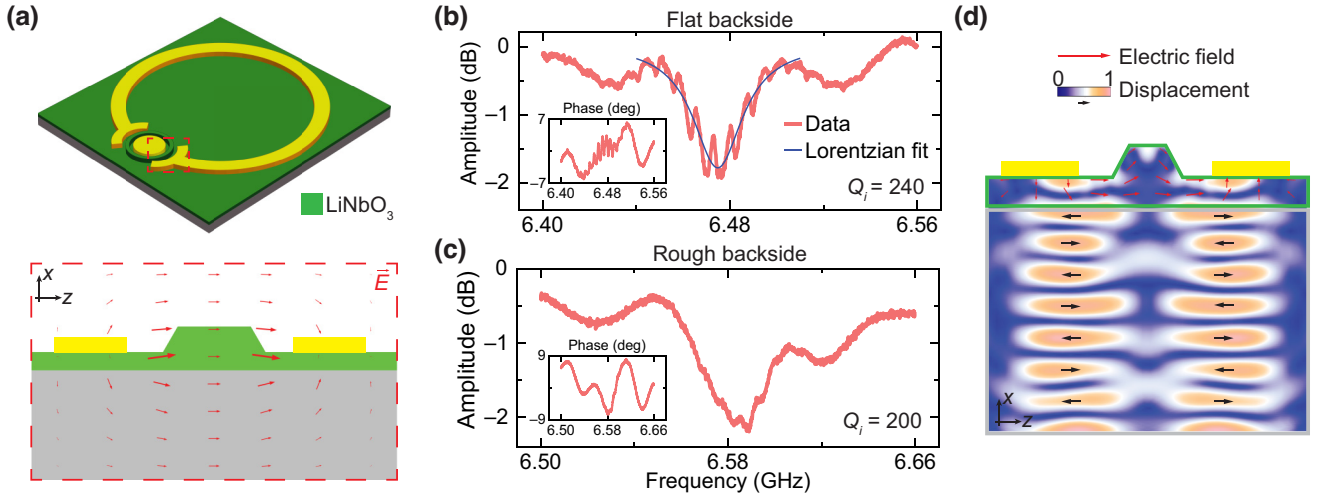 (a)
LiNbO3
x
z
E
(b)
Flat backside
Amplitude (dB)
0
−1
−2
Phase (deg)
7
−7
6.40 6.48 6.56
Data
Lorentzian fit
Qi = 240
6.40 6.48 6.56
(c)
Rough backside
Amplitude (dB)
0
−1
−2
Phase (deg)
9
−9
6.50 6.58 6.66
Qi = 200
6.50 6.58 6.66
Frequency (GHz)
(d)
Electric field
0 1
Displacement
x
z